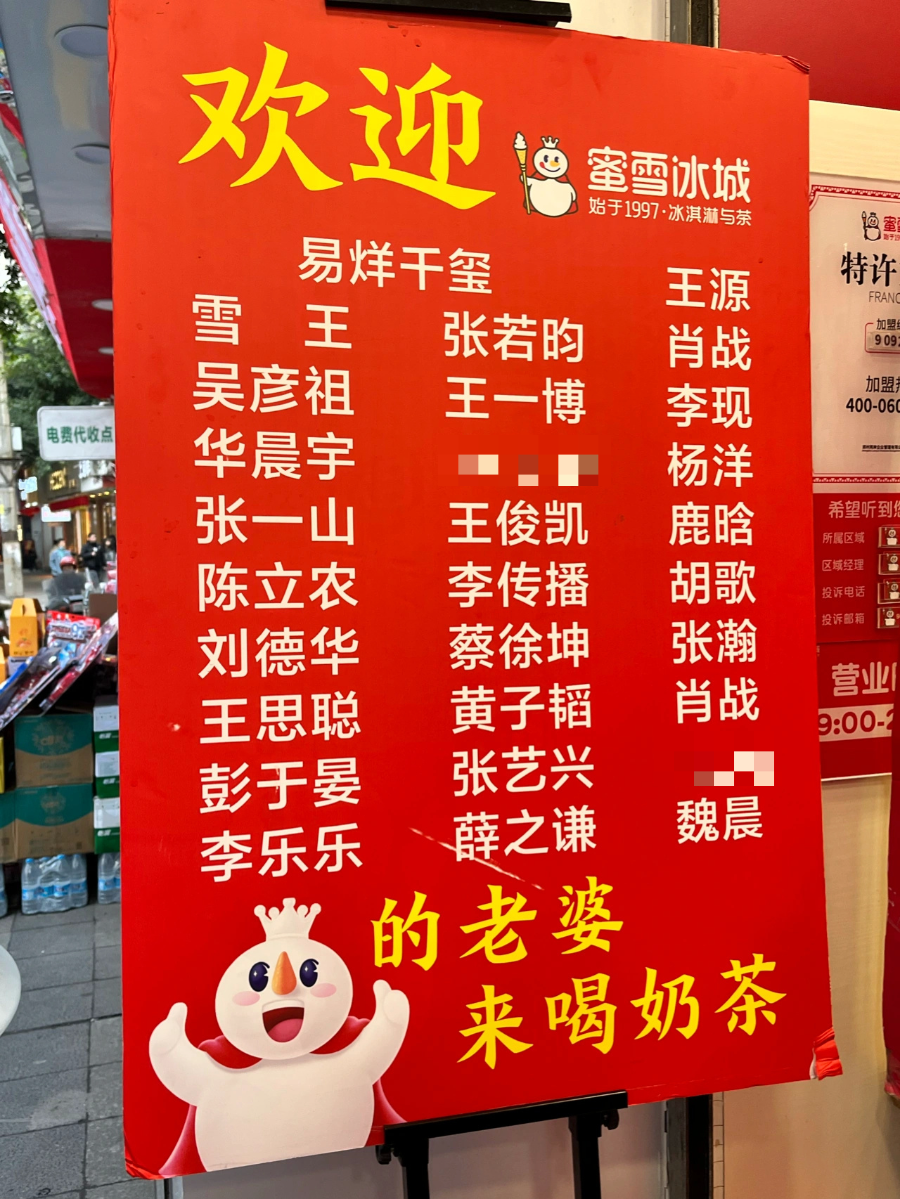 欢迎
蜜雪冰城
始于1997·冰淇淋与茶
易烊千玺
雪 王
吴彦祖
华晨宇
张一山
陈立农
刘德华
王思聪
彭于晏
李乐乐
张若昀
王一博
王俊凯
李传播
蔡徐坤
黄子韬
张艺兴
薛之谦
王源
肖战
李现
杨洋
鹿晗
胡歌
张瀚
肖战
魏晨
的老婆
来喝奶茶
电费代收点
蜜雪
特许
FRANC
加盟
909
加盟
400-060
希望听到
所属区域
区域经理
投诉电话
投诉邮箱
营业
9:00-